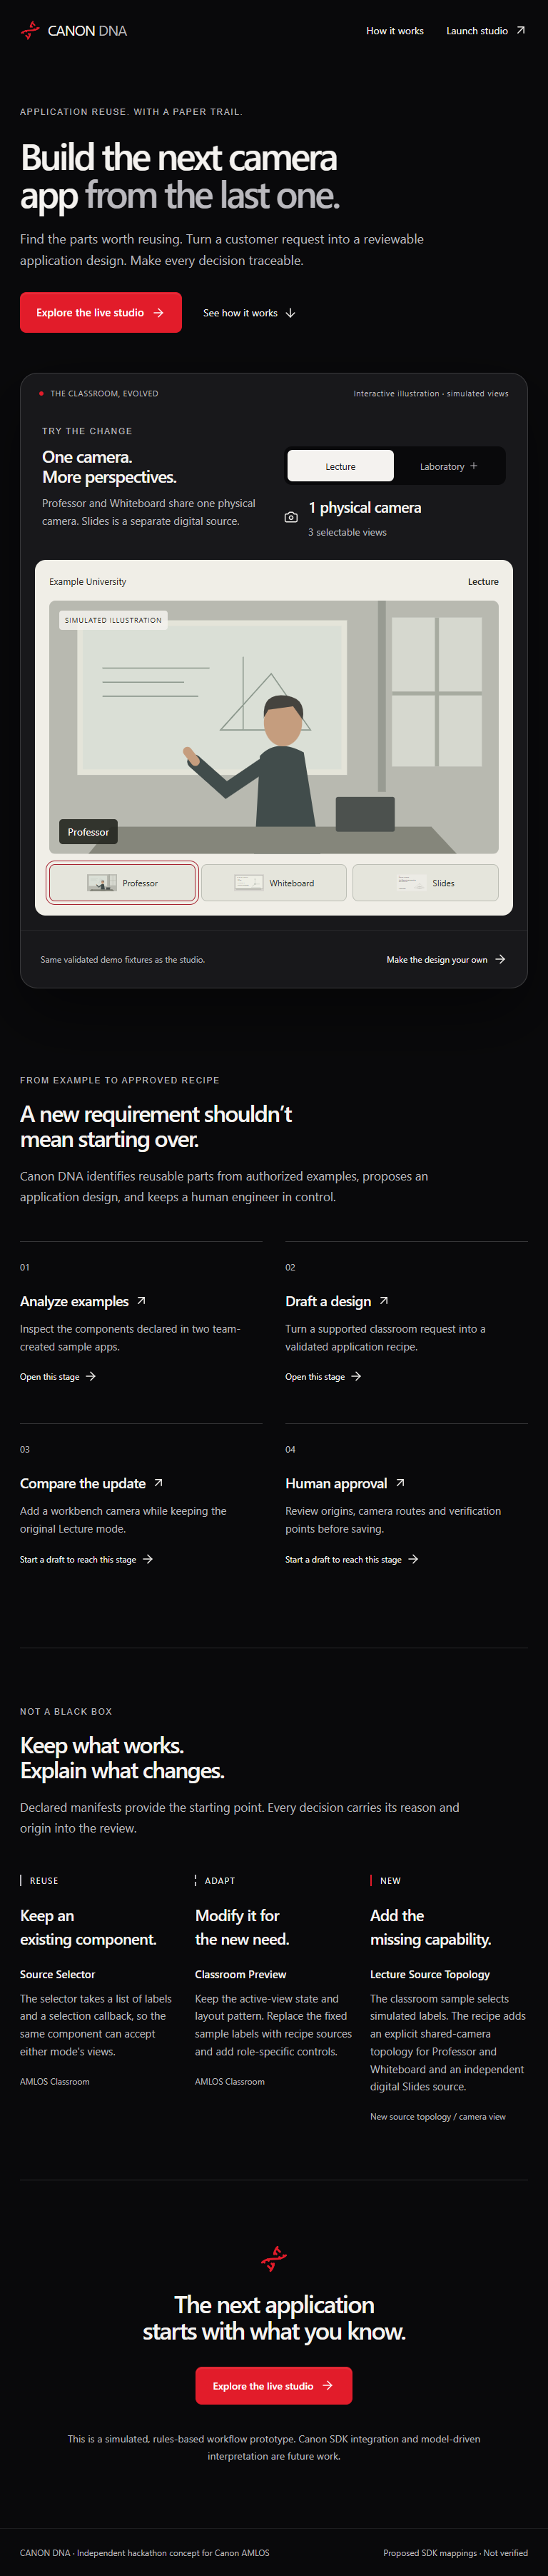 CANON DNA
How it works
Launch studio
APPLICATION REUSE. WITH A PAPER TRAIL.
Build the next camera
app from the last one.
Find the parts worth reusing. Turn a customer request into a reviewable
application design. Make every decision traceable.
Explore the live studio
See how it works
THE CLASSROOM, EVOLVED
Interactive illustration · simulated views
TRY THE CHANGE
One camera.
More perspectives.
Professor and Whiteboard share one physical
camera. Slides is a separate digital source.
Lecture
Laboratory +
1 physical camera
3 selectable views
Example University
Lecture
SIMULATED ILLUSTRATION
Professor
Professor
Whiteboard
Slides
Same validated demo fixtures as the studio.
Make the design your own
FROM EXAMPLE TO APPROVED RECIPE
A new requirement shouldn’t
mean starting over.
Canon DNA identifies reusable parts from authorized examples, proposes an
application design, and keeps a human engineer in control.
01
Analyze examples
Inspect the components declared in two team-
created sample apps.
Open this stage
02
Draft a design
Turn a supported classroom request into a
validated application recipe.
Open this stage
03
Compare the update
Add a workbench camera while keeping the
original Lecture mode.
Start a draft to reach this stage
04
Human approval
Review origins, camera routes and verification
points before saving.
Start a draft to reach this stage
NOT A BLACK BOX
Keep what works.
Explain what changes.
Declared manifests provide the starting point. Every decision carries its reason and
origin into the review.
REUSE
Keep an
existing component.
Source Selector
The selector takes a list of labels
and a selection callback, so the
same component can accept
either mode's views.
AMLOS Classroom
ADAPT
Modify it for
the new need.
Classroom Preview
Keep the active-view state and
layout pattern. Replace the fixed
sample labels with recipe sources
and add role-specific controls.
AMLOS Classroom
NEW
Add the
missing capability.
Lecture Source Topology
The classroom sample selects
simulated labels. The recipe adds
an explicit shared-camera
topology for Professor and
Whiteboard and an independent
digital Slides source.
New source topology / camera view
The next application
starts with what you know.
Explore the live studio
This is a simulated, rules-based workflow prototype. Canon SDK integration and model-driven
interpretation are future work.
CANON DNA · Independent hackathon concept for Canon AMLOS
Proposed SDK mappings · Not verified